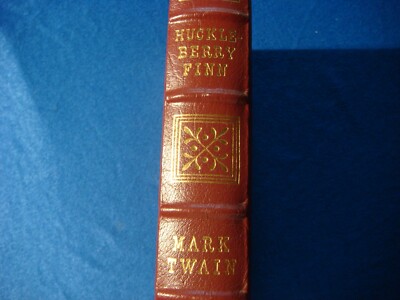 HUCKLE-
BERRY
FINN
MARK
TWAIN